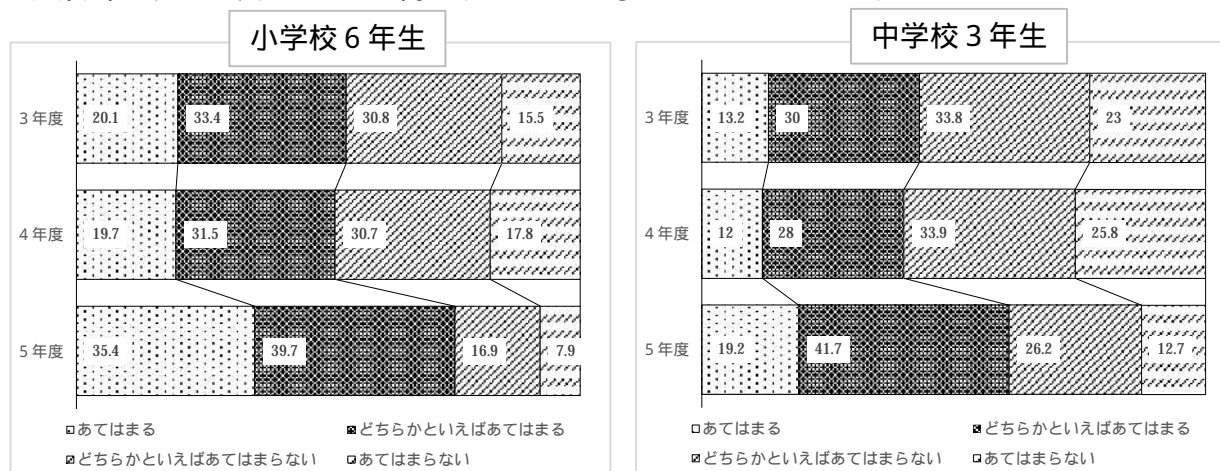 小学校6年生
3年度 20.1 33.4 30.8 15.5
4年度 19.7 31.5 30.7 17.8
5年度 35.4 39.7 16.9 7.9
あてはまる どちらかといえばあてはまる
どちらかといえばあてはまらない あてはまらない
中学校3年生
3年度 13.2 30 33.8 23
4年度 12 28 33.9 25.8
5年度 19.2 41.7 26.2 12.7
あてはまる どちらかといえばあてはまる
どちらかといえばあてはまらない あてはまらない